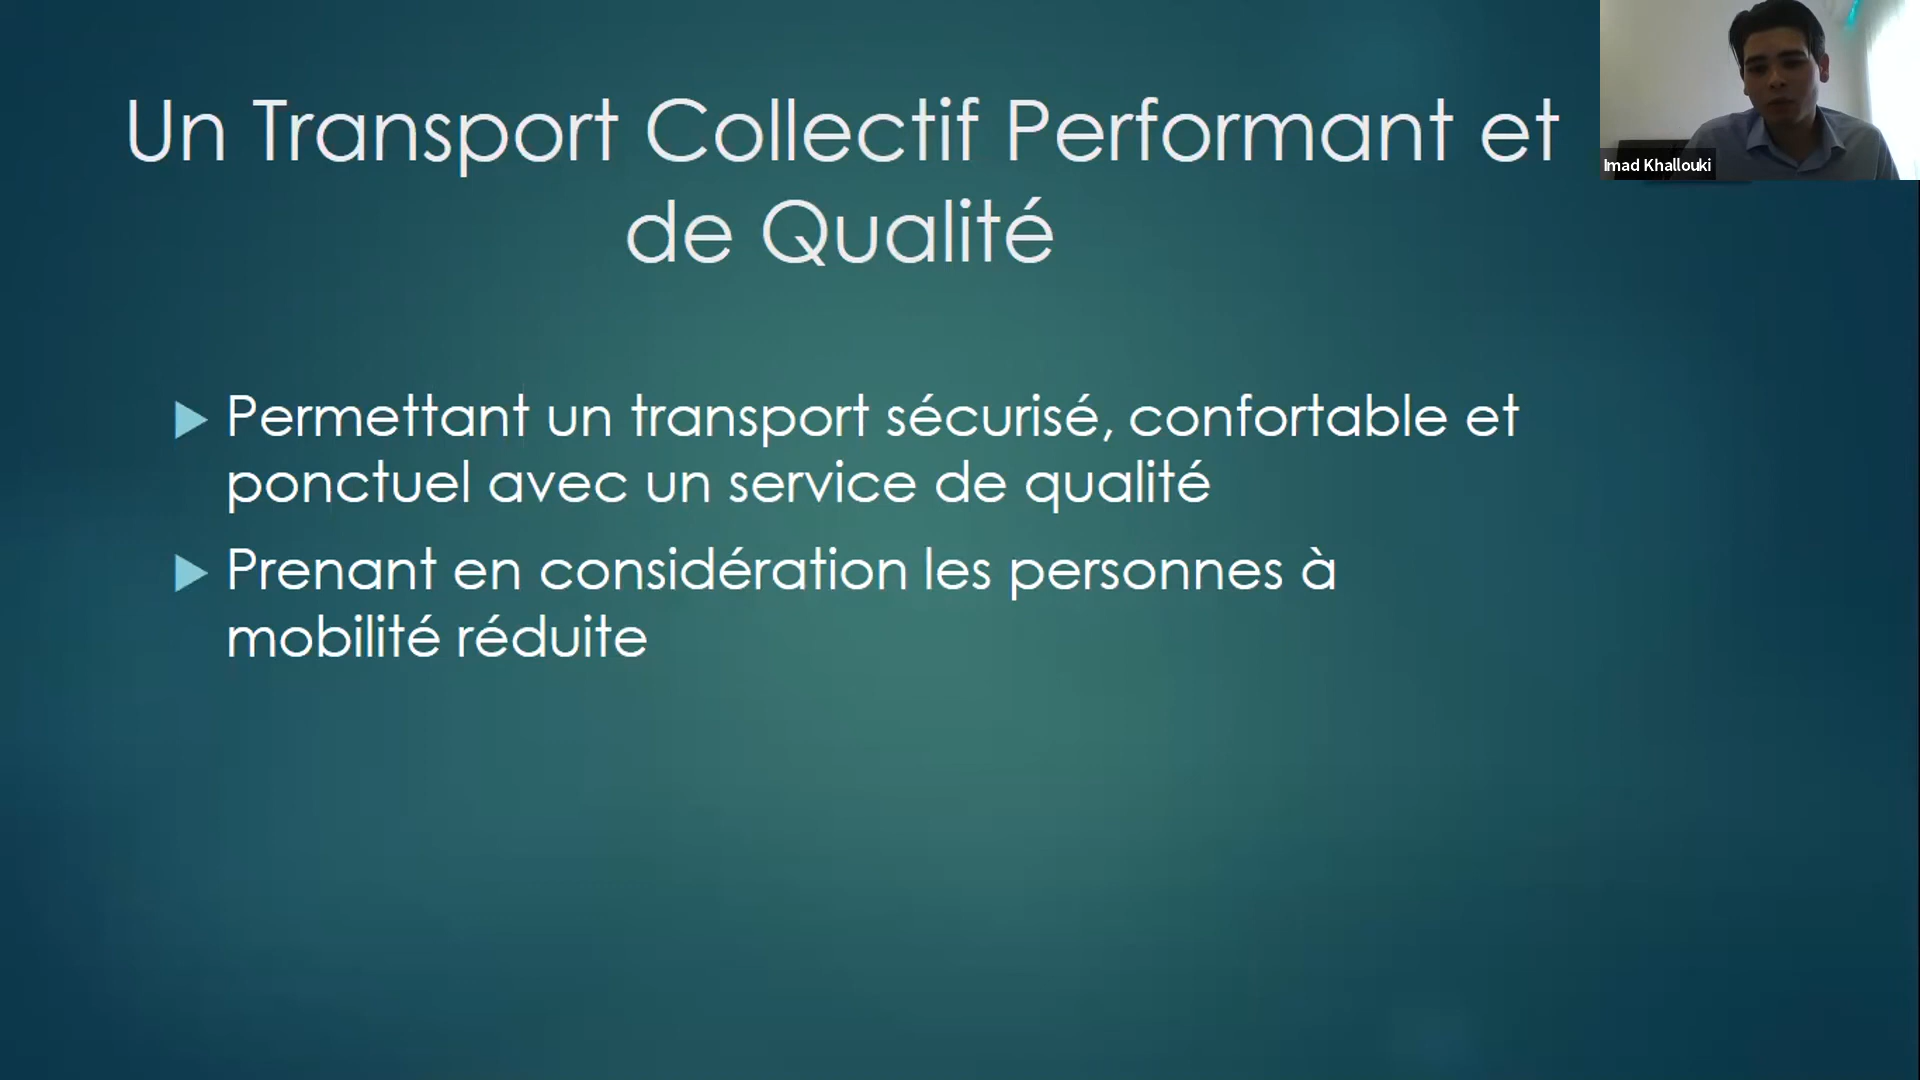 Un Transport Collectif Performant et
de Qualité
Imad Khallouki
Permettant un transport sécurisé, confortable et
ponctuel avec un service de qualité
Prenant en considération les personnes à
mobilité réduite